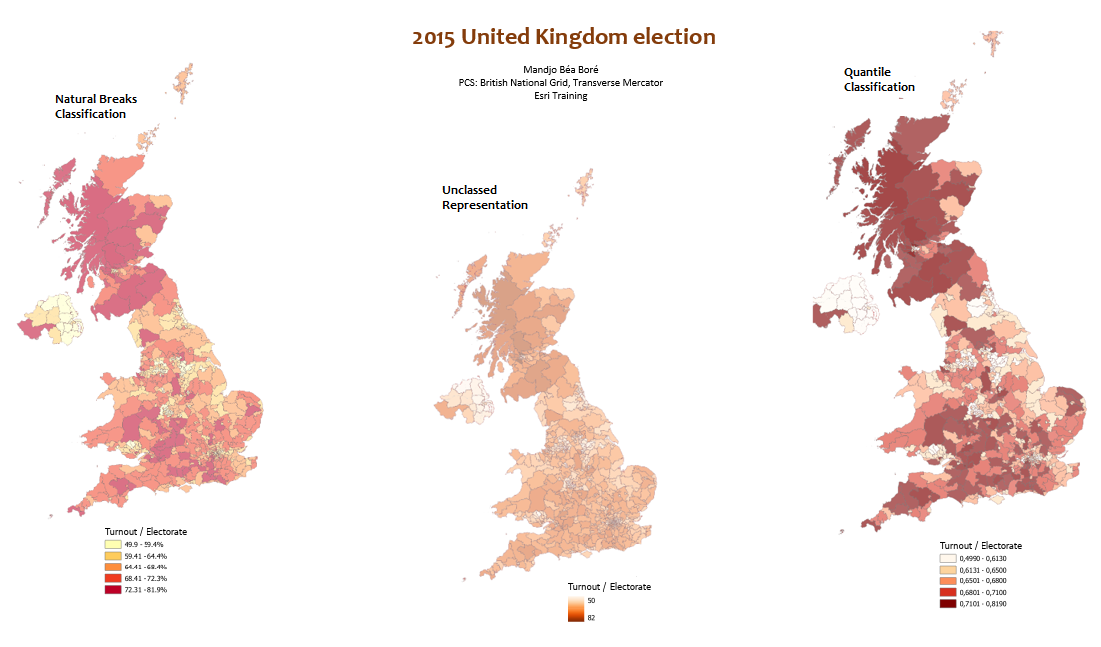 2015 United Kingdom election
Mandjo Béa Boré
PCS: British National Grid, Transverse Mercator
Esri Training
Natural Breaks
Classification
Turnout / Electorate
49.9 - 59.4%
59.41 -64.4%
64.41 - 68.4%
68.41 - 72.3%
72.31 - 81.9%
Unclassed
Representation
Turnout / Electorate
50
82
Quantile
Classification
Turnout / Electorate
0,4990 - 0,6130
0,6131 - 0,6500
0,6501 - 0,6800
0,6801 - 0,7100
0,7101 - 0,8190